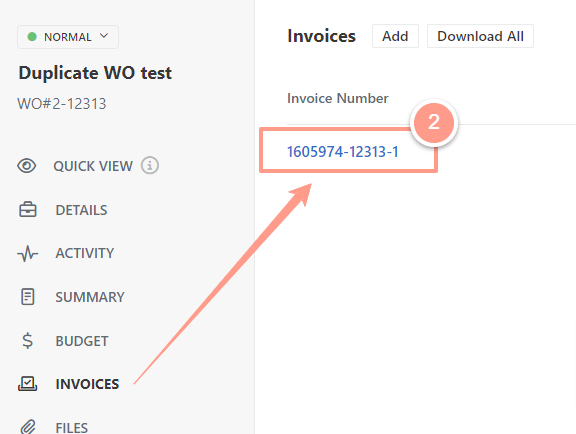 NORMAL
Duplicate WO test
WO#2-12313
QUICK VIEW
DETAILS
ACTIVITY
SUMMARY
BUDGET
INVOICES
FILES
Invoices Add Download All
Invoice Number
2
1605974-12313-1